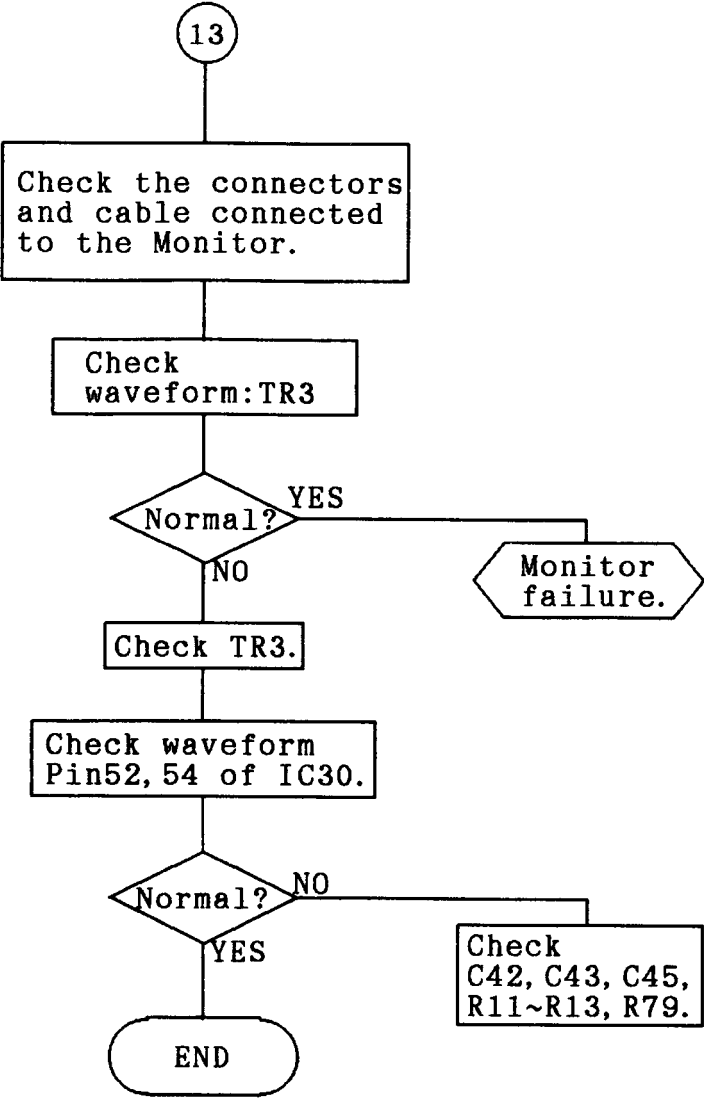 13
Check the connectors
and cable connected
to the Monitor.
Check
waveform:TR3
Normal?
YES
NO
Monitor
failure.
Check TR3.
Check waveform
Pin52, 54 of IC30.
Normal?
NO
YES
Check
C42, C43, C45,
R11~R13, R79.
END